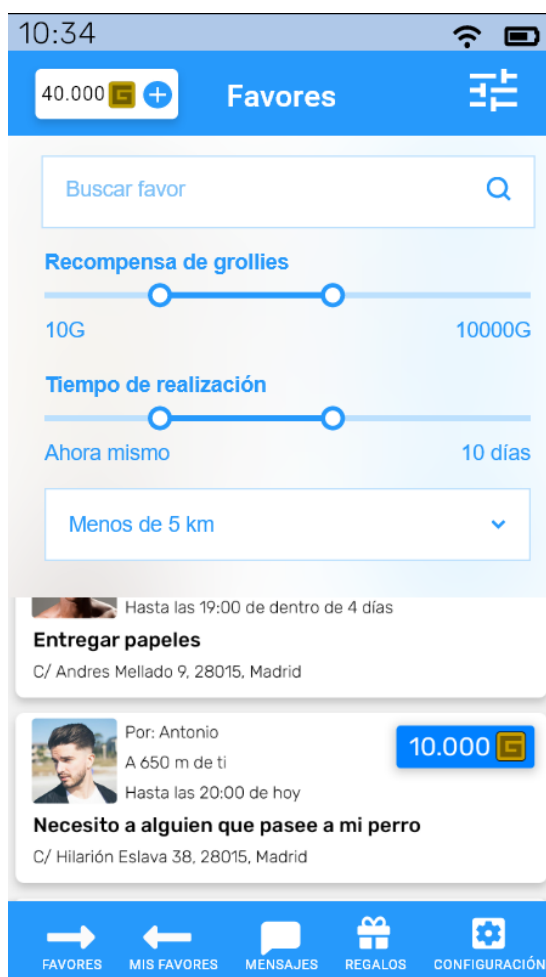 10:34
40.000 G
Favores
Buscar favor
Recompensa de grollies
10G 10000G
Tiempo de realización
Ahora mismo 10 días
Menos de 5 km
Hasta las 19:00 de dentro de 4 días
Entregar papeles
C/ Andres Mellado 9, 28015, Madrid
Por: Antonio
10.000 G
A 650 m de ti
Hasta las 20:00 de hoy
Necesito a alguien que pasee a mi perro
C/ Hilarión Eslava 38, 28015, Madrid
FAVORES MIS FAVORES MENSAJES REGALOS CONFIGURACIÓN